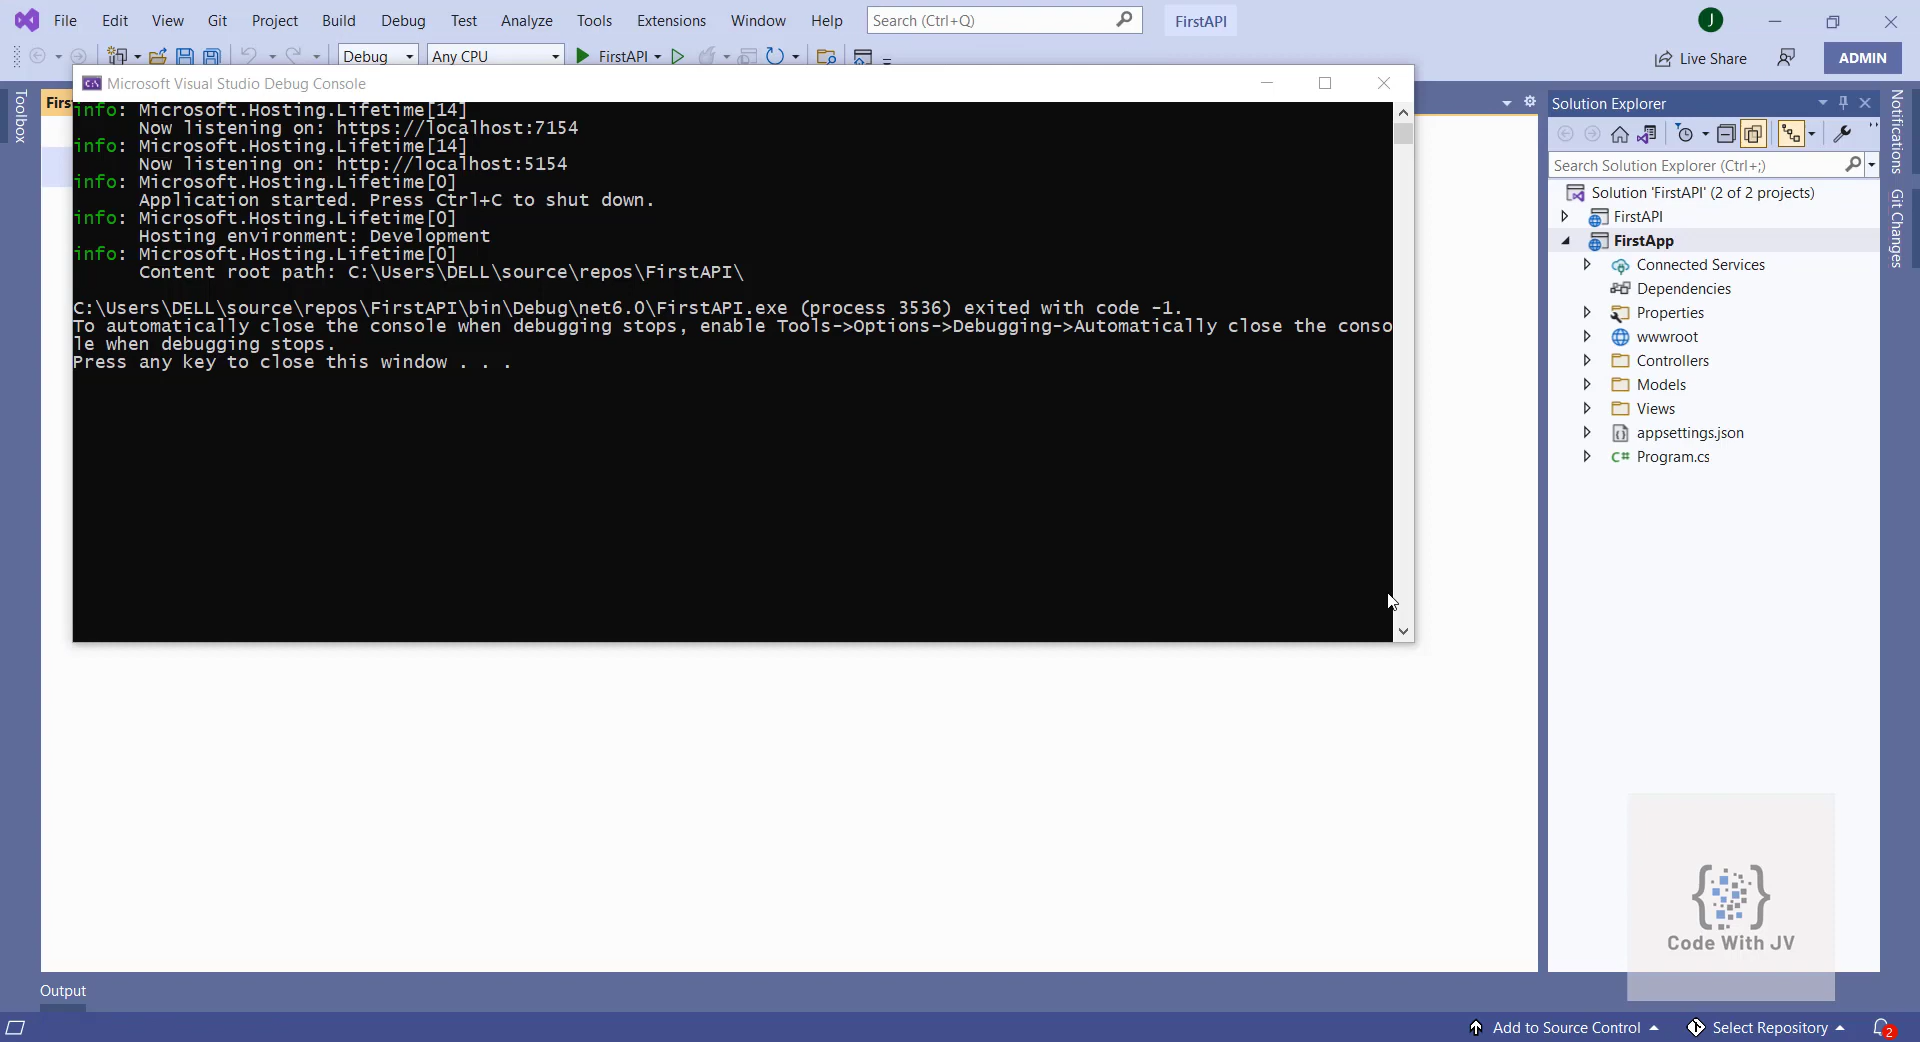 File Edit View Git Project Build Debug Test Analyze Tools Extensions Window Help Search (Ctrl+Q) FirstAPI J
Debug Any CPU FirstAPI Live Share ADMIN
Microsoft Visual Studio Debug Console
Toolbox
Firs
info: Microsoft.Hosting.Lifetime[14]
Now listening on: https://localhost:7154
info: Microsoft.Hosting.Lifetime[14]
Now listening on: http://localhost:5154
info: Microsoft.Hosting.Lifetime[0]
Application started. Press Ctrl+C to shut down.
info: Microsoft.Hosting.Lifetime[0]
Hosting environment: Development
info: Microsoft.Hosting.Lifetime[0]
Content root path: C:\Users\DELL\source\repos\FirstAPI\
C:\Users\DELL\source\repos\FirstAPI\bin\Debug\net6.0\FirstAPI.exe (process 3536) exited with code -1.
To automatically close the console when debugging stops, enable Tools->Options->Debugging->Automatically close the conso
le when debugging stops.
Press any key to close this window . . .
Solution Explorer
Search Solution Explorer (Ctrl+;)
Solution 'FirstAPI' (2 of 2 projects)
FirstAPI
FirstApp
Connected Services
Dependencies
Properties
wwwroot
Controllers
Models
Views
appsettings.json
C# Program.cs
Notifications
Git Changes
Code With JV
Output
Add to Source Control Select Repository 2